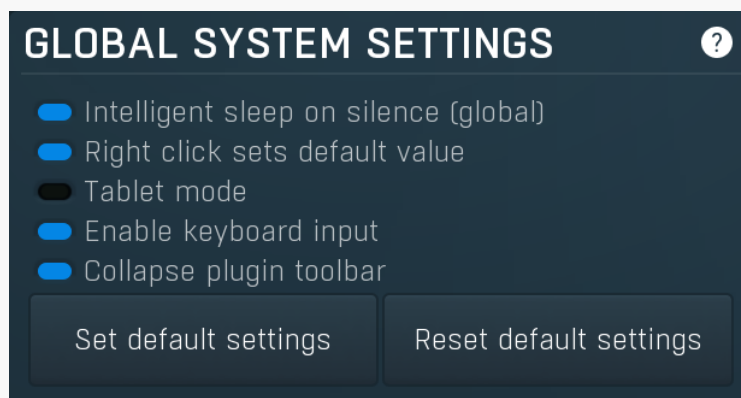 GLOBAL SYSTEM SETTINGS ?
Intelligent sleep on silence (global)
Right click sets default value
Tablet mode
Enable keyboard input
Collapse plugin toolbar
Set default settings Reset default settings